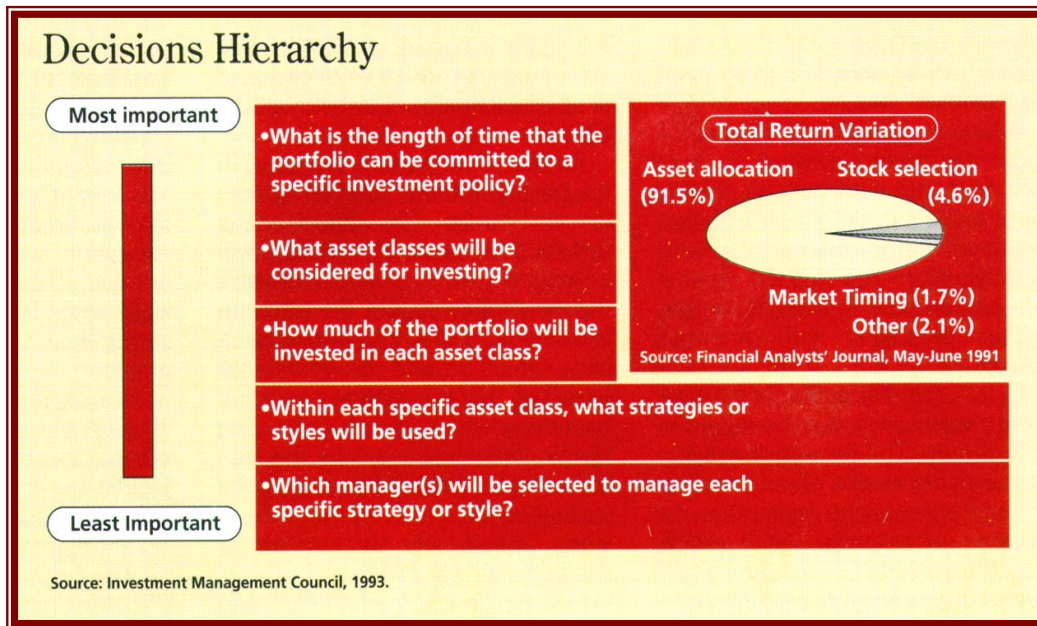 Decisions Hierarchy
Most important
•What is the length of time that the
portfolio can be committed to a
specific investment policy?
•What asset classes will be
considered for investing?
•How much of the portfolio will be
invested in each asset class?
•Within each specific asset class, what strategies or
styles will be used?
•Which manager(s) will be selected to manage each
specific strategy or style?
Least Important
Total Return Variation
Asset allocation
(91.5%)
Stock selection
(4.6%)
Market Timing (1.7%)
Other (2.1%)
Source: Financial Analysts' Journal, May-June 1991
Source: Investment Management Council, 1993.